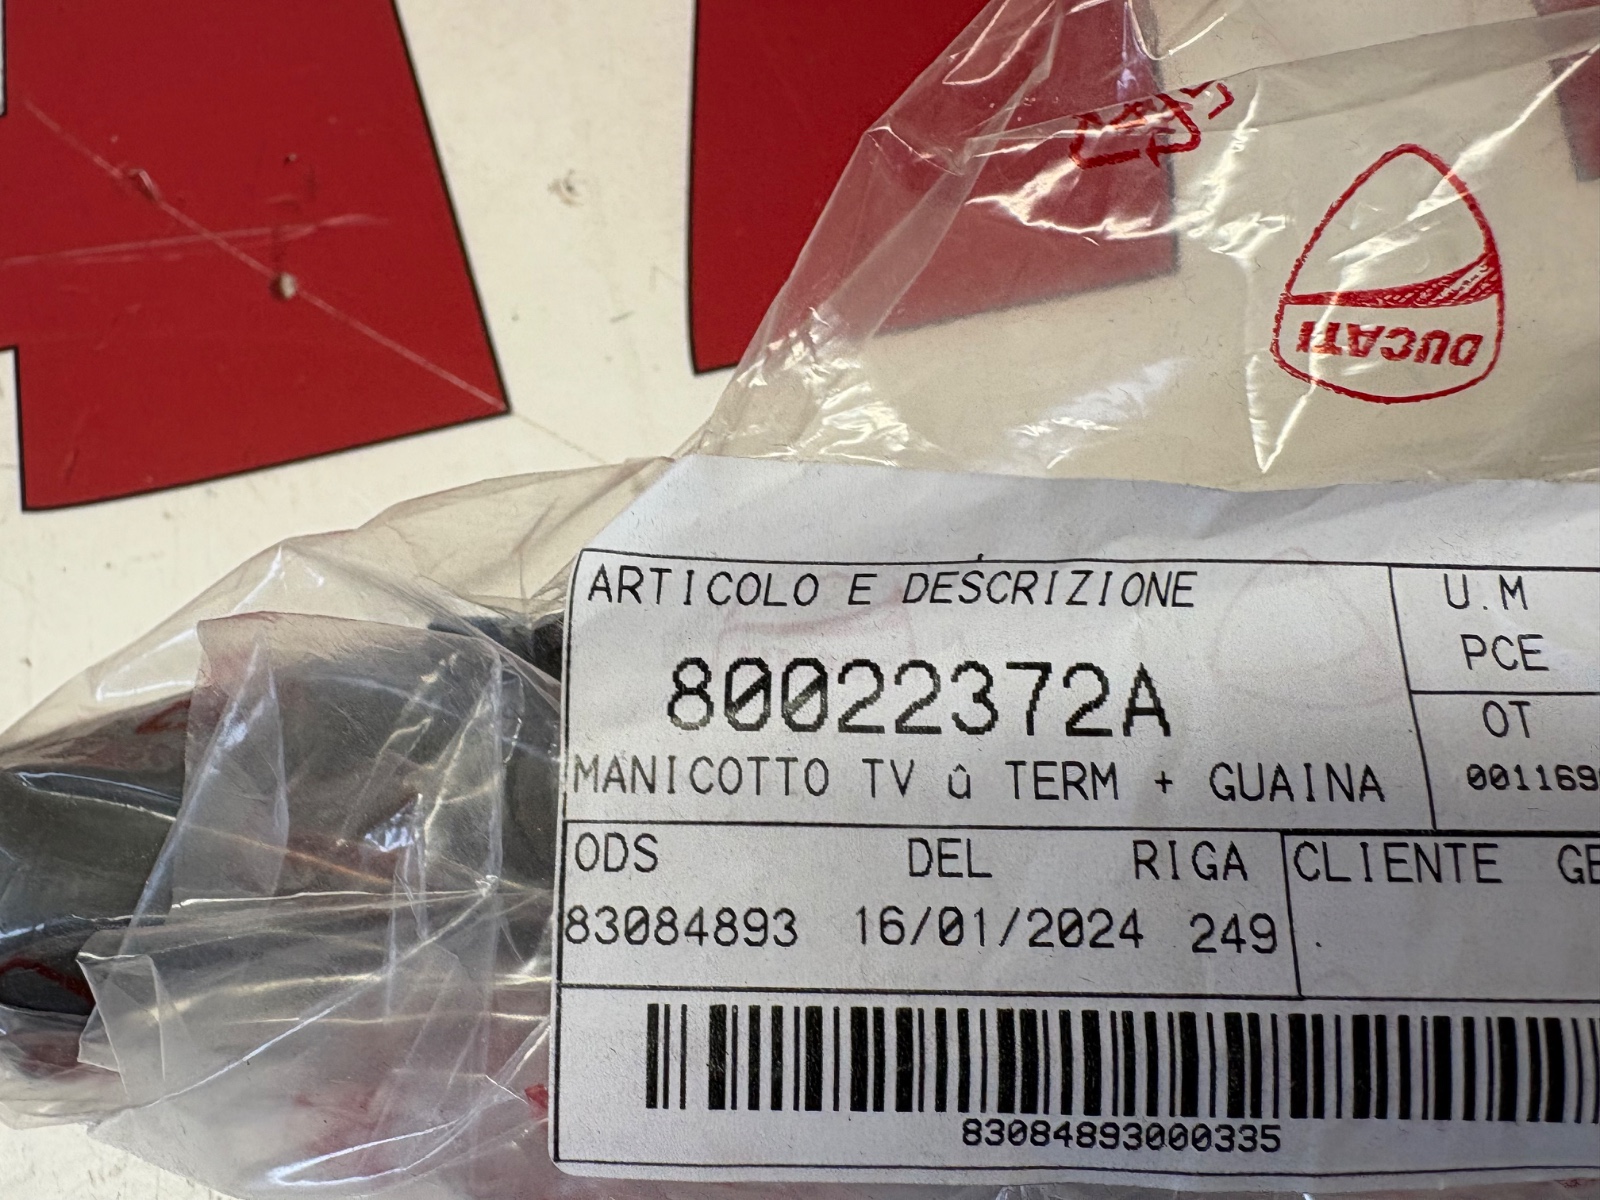 DUCATI
ARTICOLO E DESCRIZIONE
U.M
80022372A
PCE
OT
MANICOTTO TV û TERM + GUAINA
ODS DEL RIGA CLIENTE
83084893 16/01/2024 249 .
83084893000335